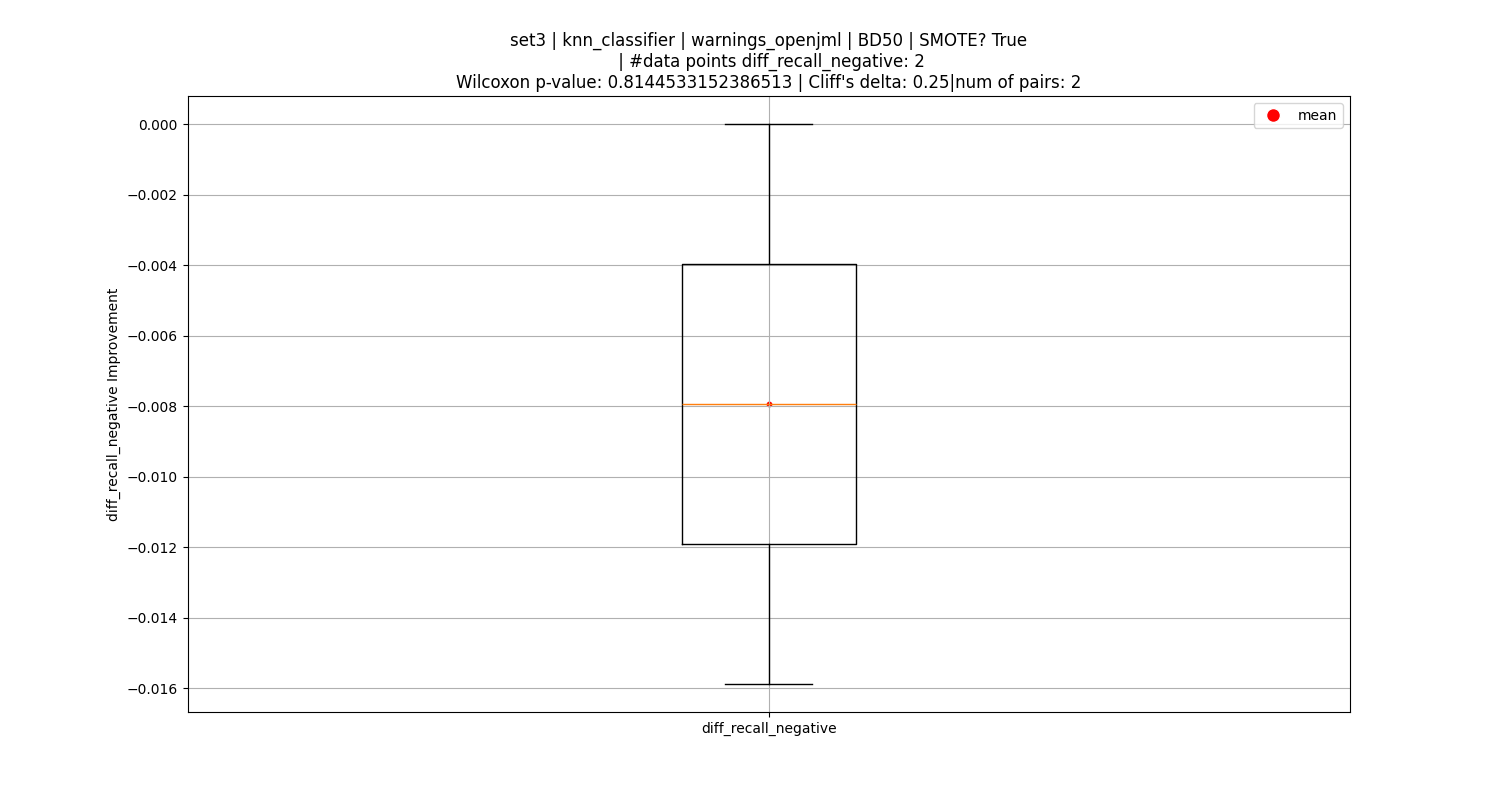 set3 | knn_classifier | warnings_openjml | BD50 | SMOTE? True
| #data points diff_recall_negative: 2
Wilcoxon p-value: 0.8144533152386513 | Cliff's delta: 0.25|num of pairs: 2
mean
0.000
−0.002
−0.004
−0.006
−0.008
−0.010
−0.012
−0.014
−0.016
diff_recall_negative Improvement
diff_recall_negative